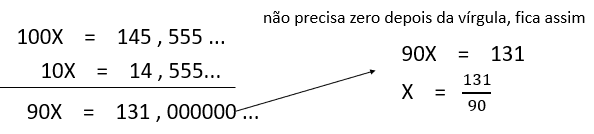 não precisa zero depois da vírgula, fica assim
100X = 145 , 555 ...
10X = 14 , 555...
90X = 131 , 000000 ...
90X = 131
X = 131/90